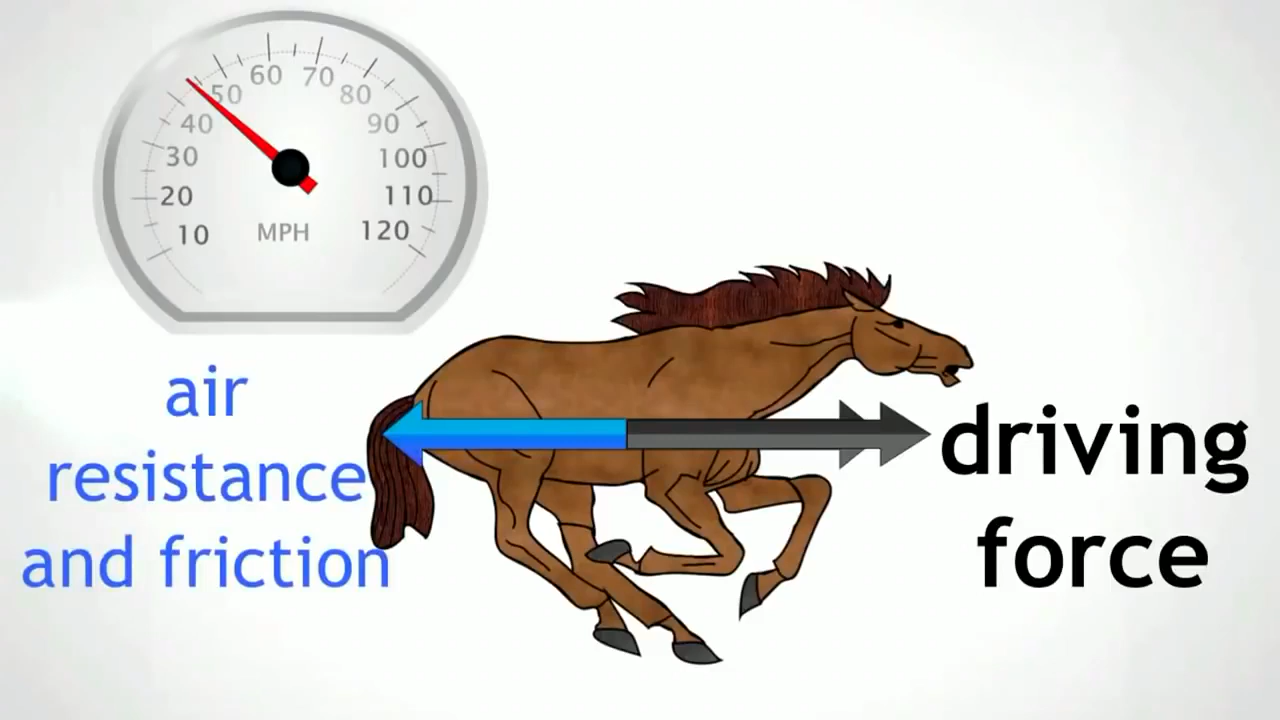 60 70
50 80
40 90
30 100
20 110
10 MPH 120
air
resistance
and friction
driving
force